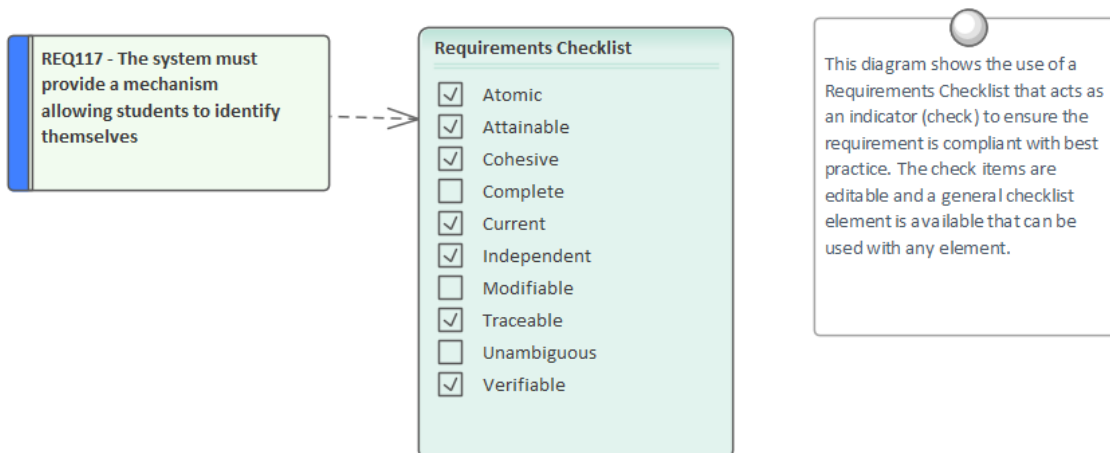 REQ117 - The system must
provide a mechanism
allowing students to identify
themselves
Requirements Checklist
Atomic
Attainable
Cohesive
Complete
Current
Independent
Modifiable
Traceable
Unambiguous
Verifiable
This diagram shows the use of a
Requirements Checklist that acts as
an indicator (check) to ensure the
requirement is compliant with best
practice. The check items are
editable and a general checklist
element is available that can be
used with any element.